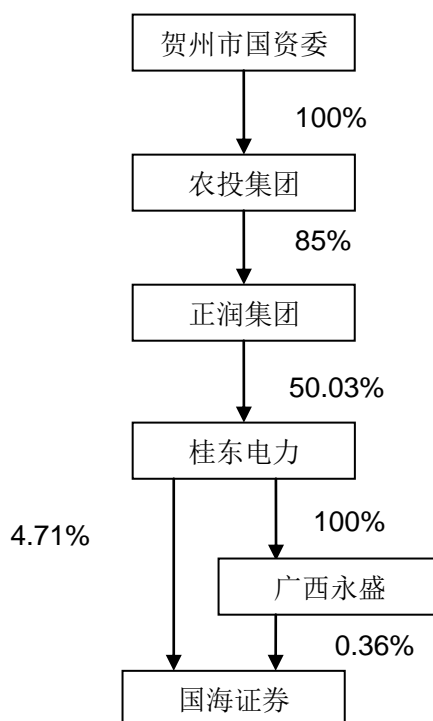 贺州市国资委
100%
农投集团
85%
正润集团
50.03%
桂东电力
4.71%
100%
广西永盛
0.36%
国海证券